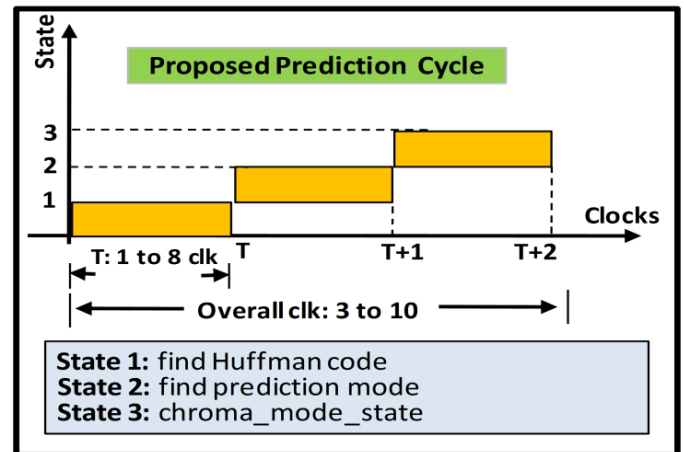 State
Proposed Prediction Cycle
3
2
1
Clocks
T: 1 to 8 clk
T
T+1
T+2
Overall clk: 3 to 10
State 1: find Huffman code
State 2: find prediction mode
State 3: chroma_mode_state